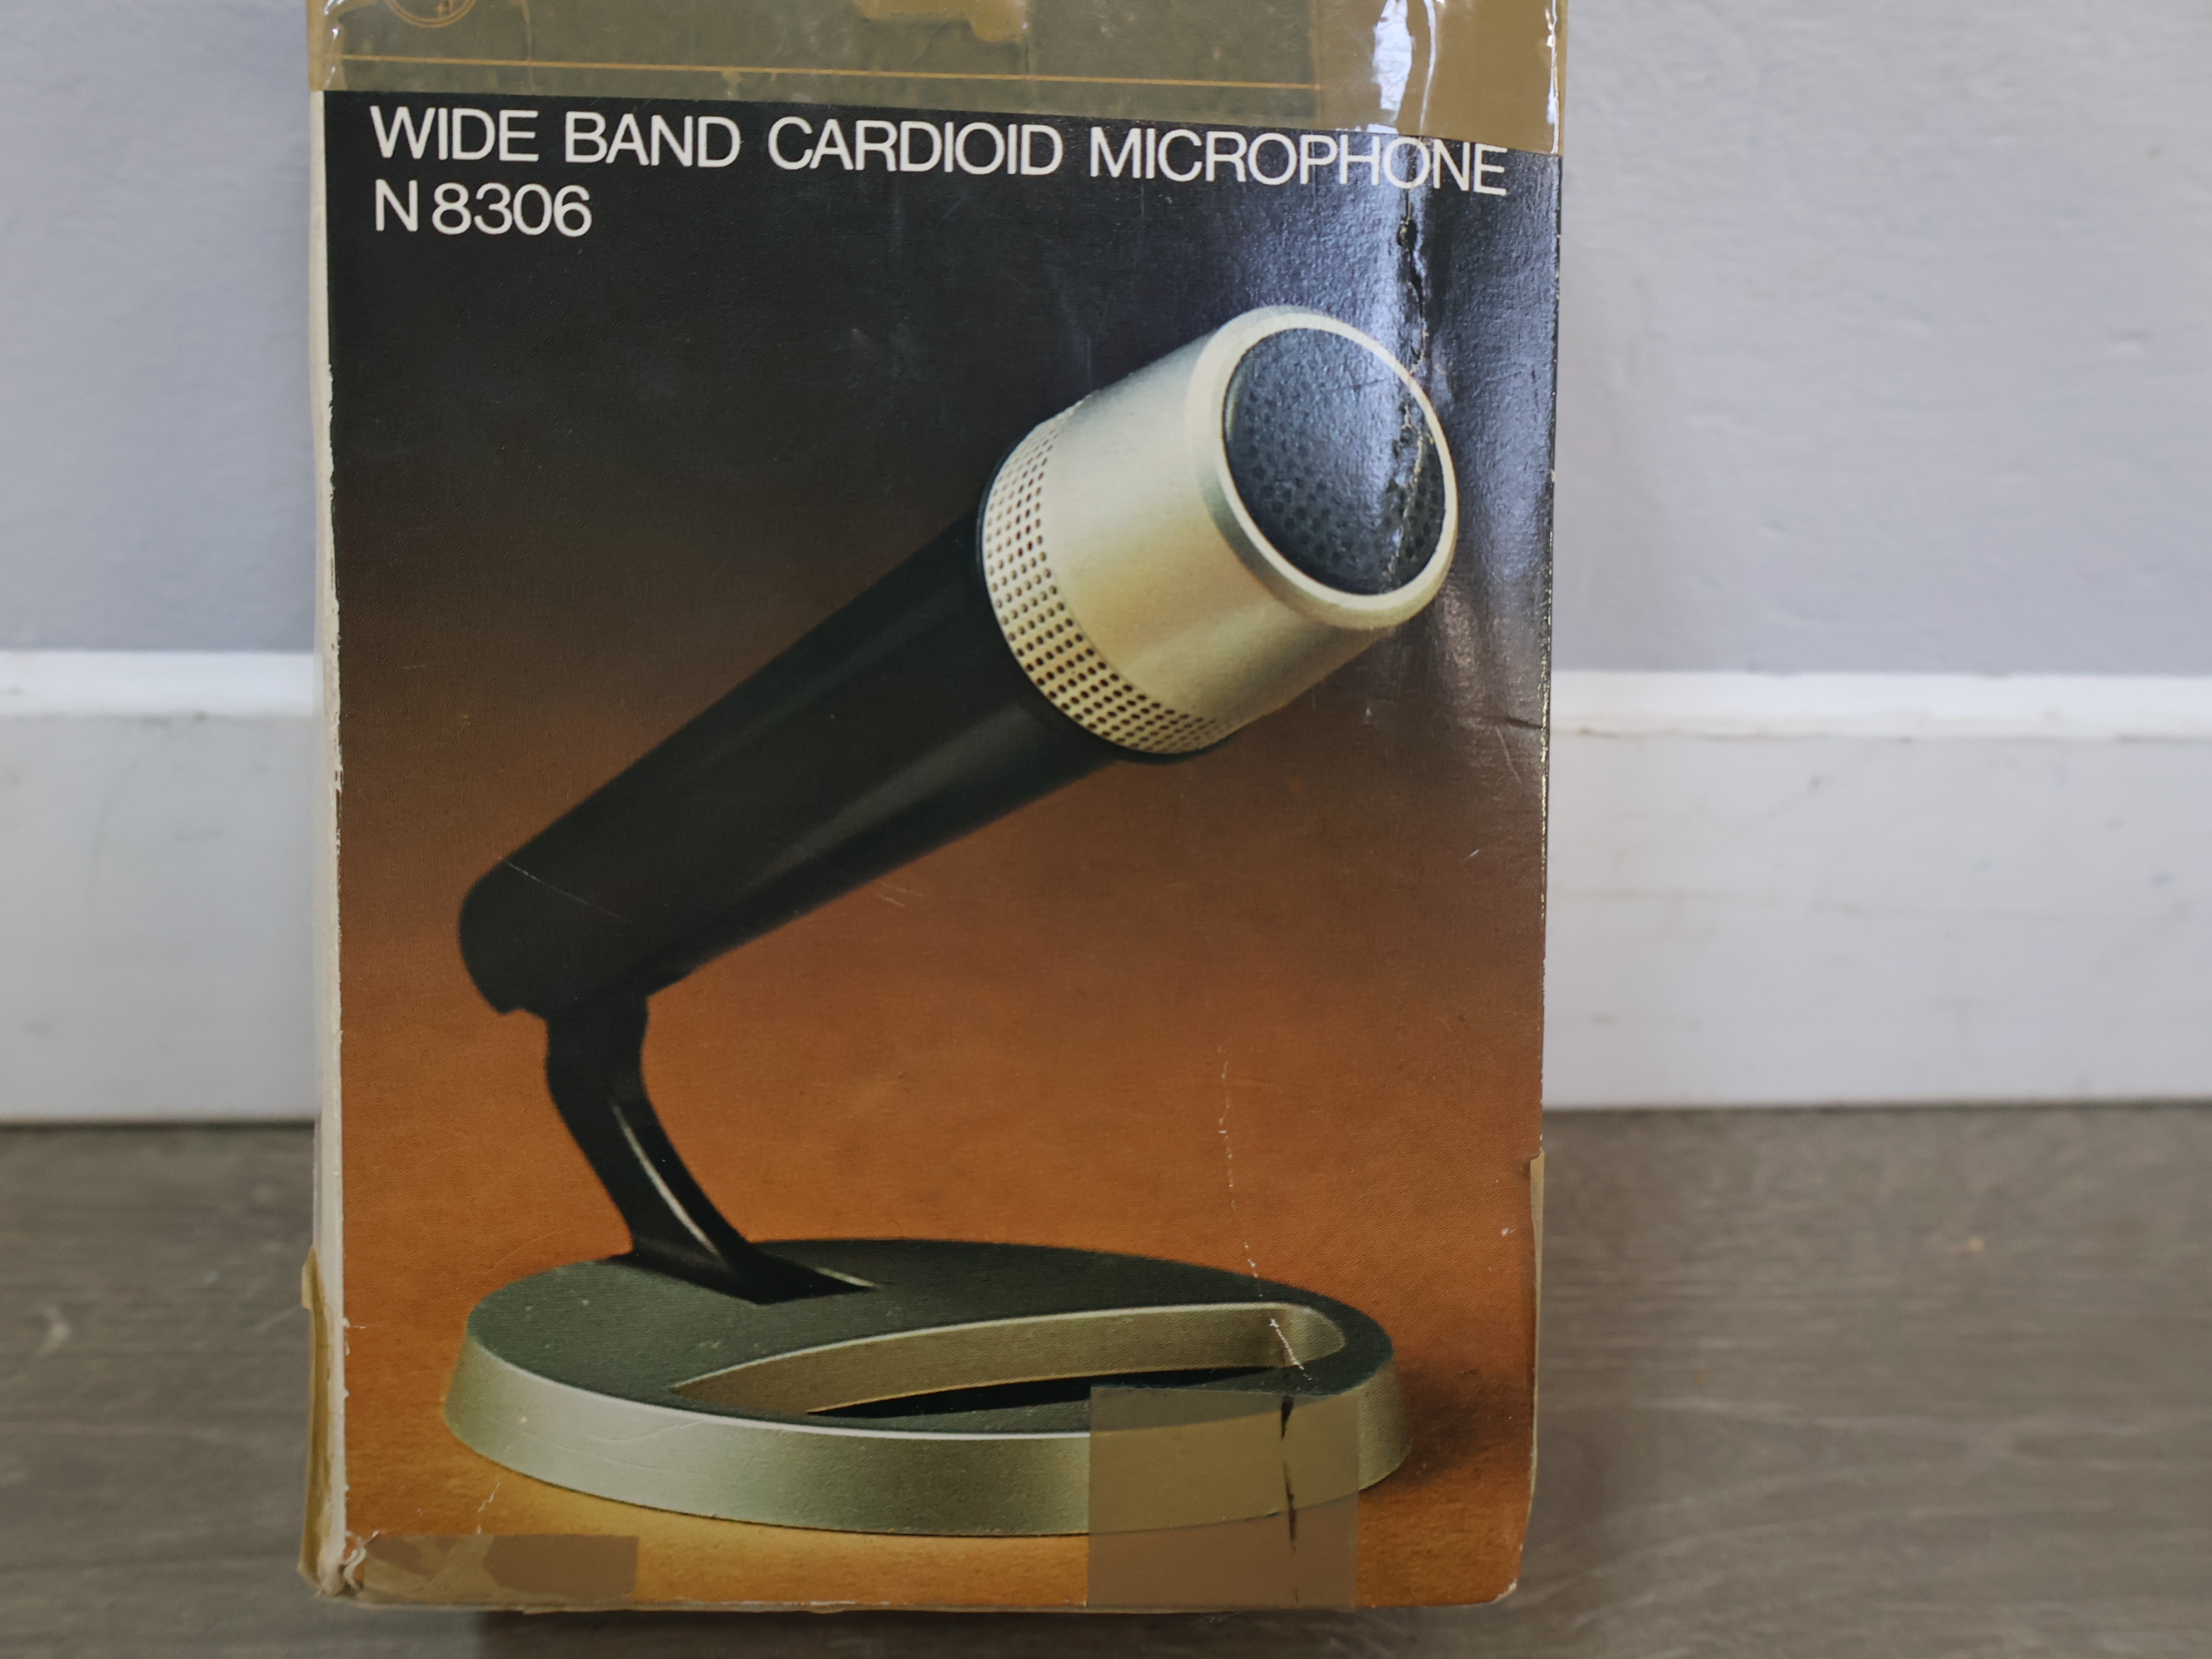 WIDE BAND CARDIOID MICROPHONE
N 8306